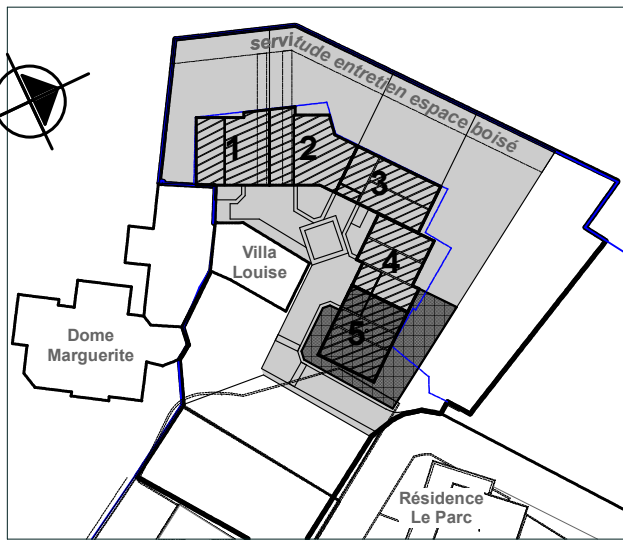 servitude entretien espace boisé
1
2
3
4
5
Villa
Louise
Dome
Marguerite
Résidence
Le Parc